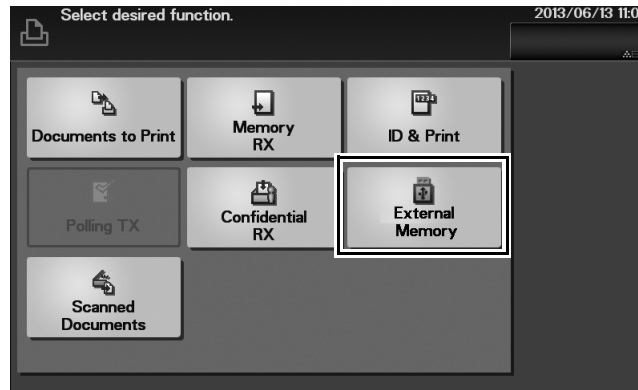 Select desired function.
2013/06/13 11:0
Documents to Print
Memory
RX
ID & Print
Polling TX
Confidential
RX
External
Memory
Scanned
Documents